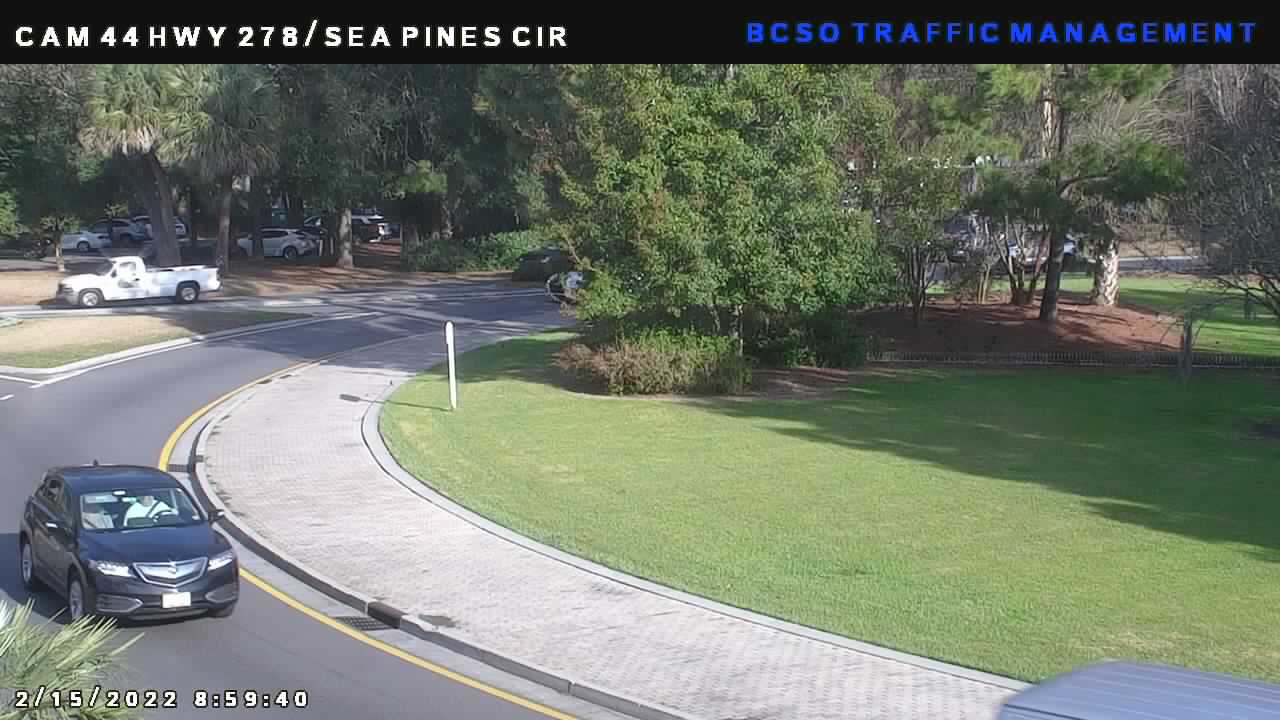 CAM 44 HWY 278/SEA PINES CIR
BCSO TRAFFIC MANAGEMENT
2/15/2022 8:59:40